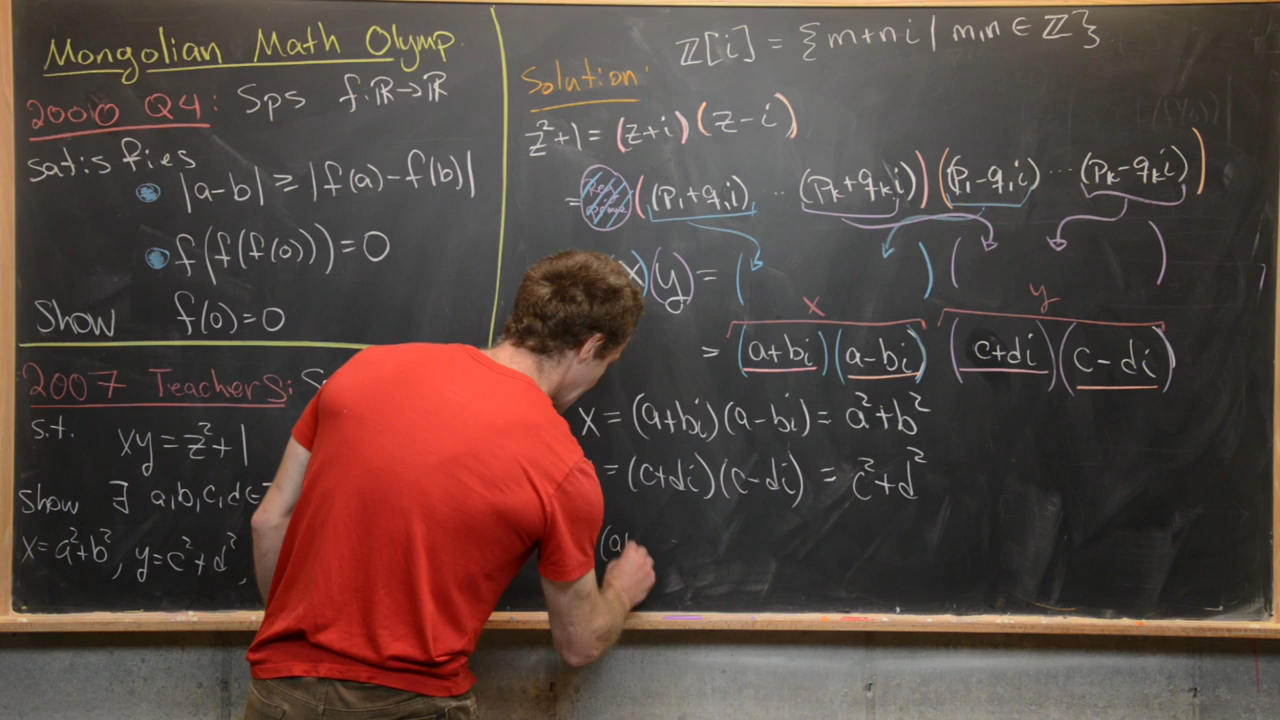 Mongolian Math Olymp.
2000 Q4: Sps f:ℝ→ℝ
satisfies
|a-b| ≥ |f(a)-f(b)|
f(f(f(0)))=0
Show f(0)=0
2007 Teachers:
s.t. xy=z²+1
Show ∃ a,b,c,d∈
x=a²+b², y=c²+d²,
ℤ[i] = {m+ni | m,n ∈ ℤ}
Solution:
z²+1 = (z+i)(z-i)
= ((p₁+q₁i) ... (pₖ+qₖi))((p₁-q₁i) ... (pₖ-qₖi))
x)(y) = ( ) ( )
x y
= (a+bi)(a-bi) (c+di)(c-di)
x = (a+bi)(a-bi) = a²+b²
= (c+di)(c-di) = c²+d²
(a